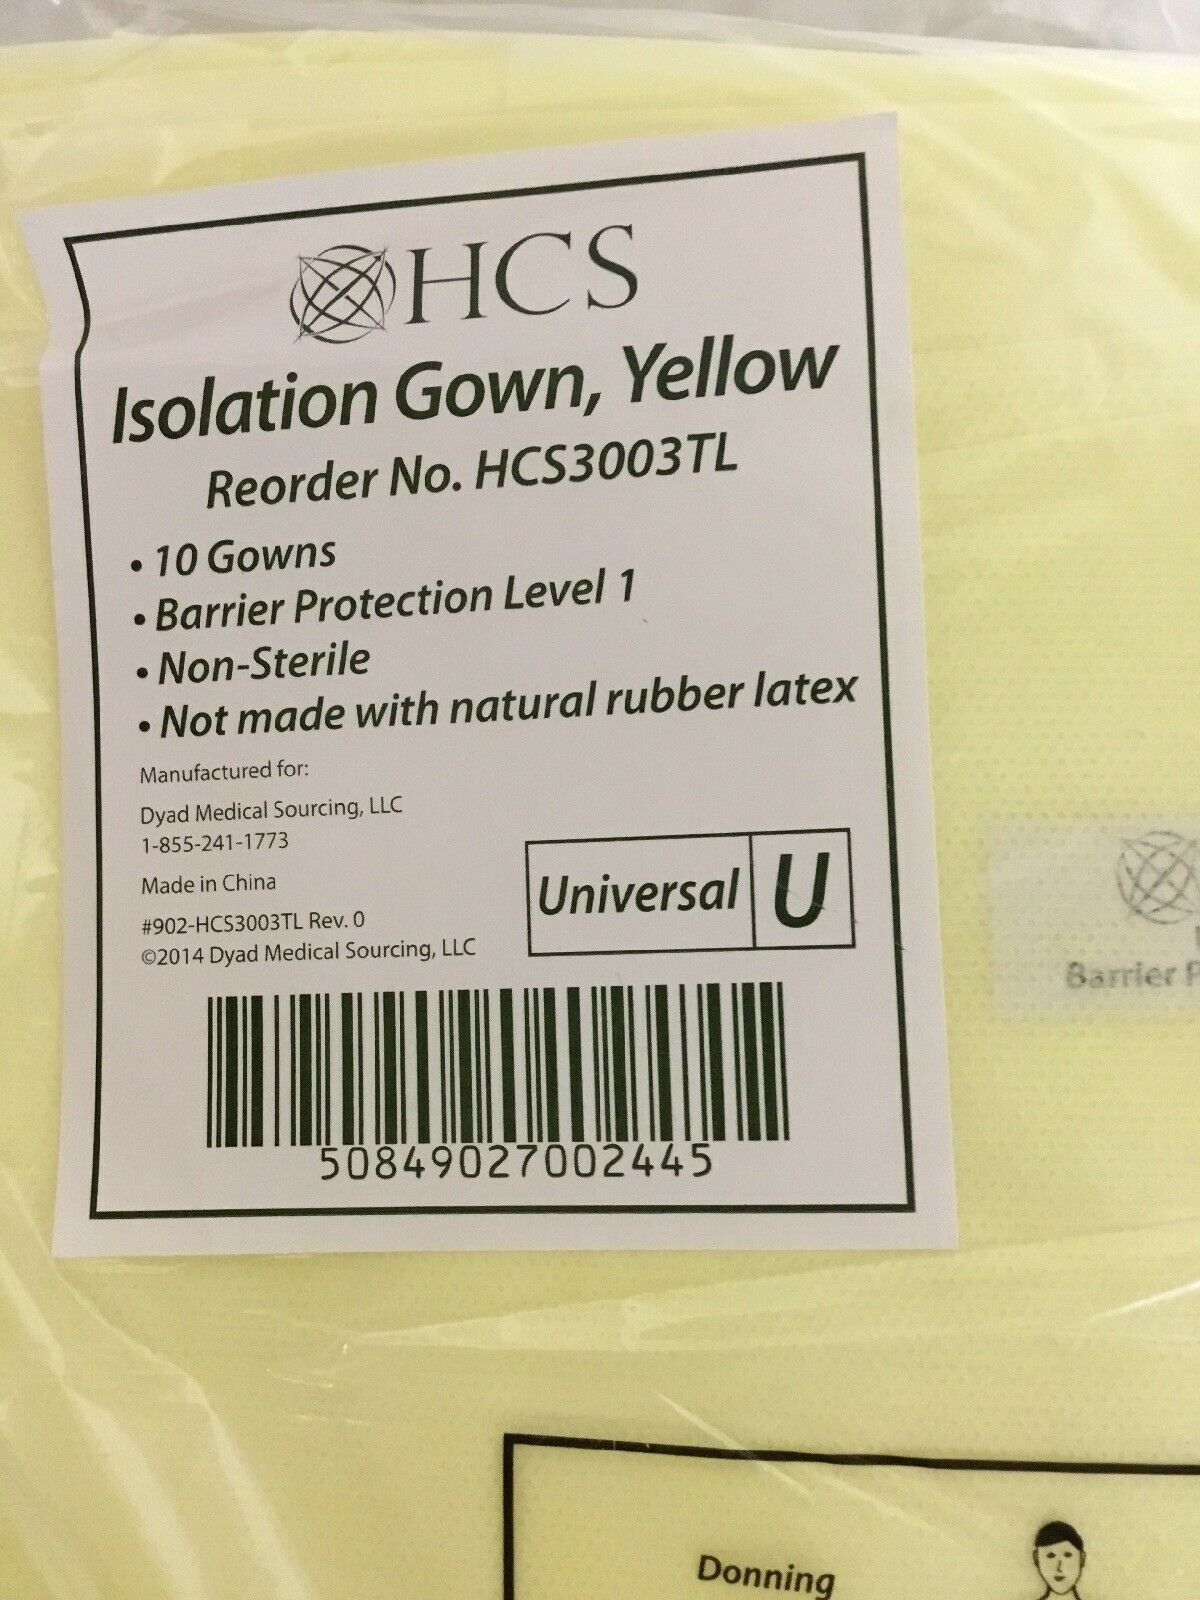 HCS
Isolation Gown, Yellow
Reorder No. HCS3003TL
• 10 Gowns
• Barrier Protection Level 1
• Non-Sterile
• Not made with natural rubber latex
Manufactured for:
Dyad Medical Sourcing, LLC
1-855-241-1773
Made in China
#902-HCS3003TL Rev. 0
©2014 Dyad Medical Sourcing, LLC
Universal U
50849027002445
Barrier
Donning